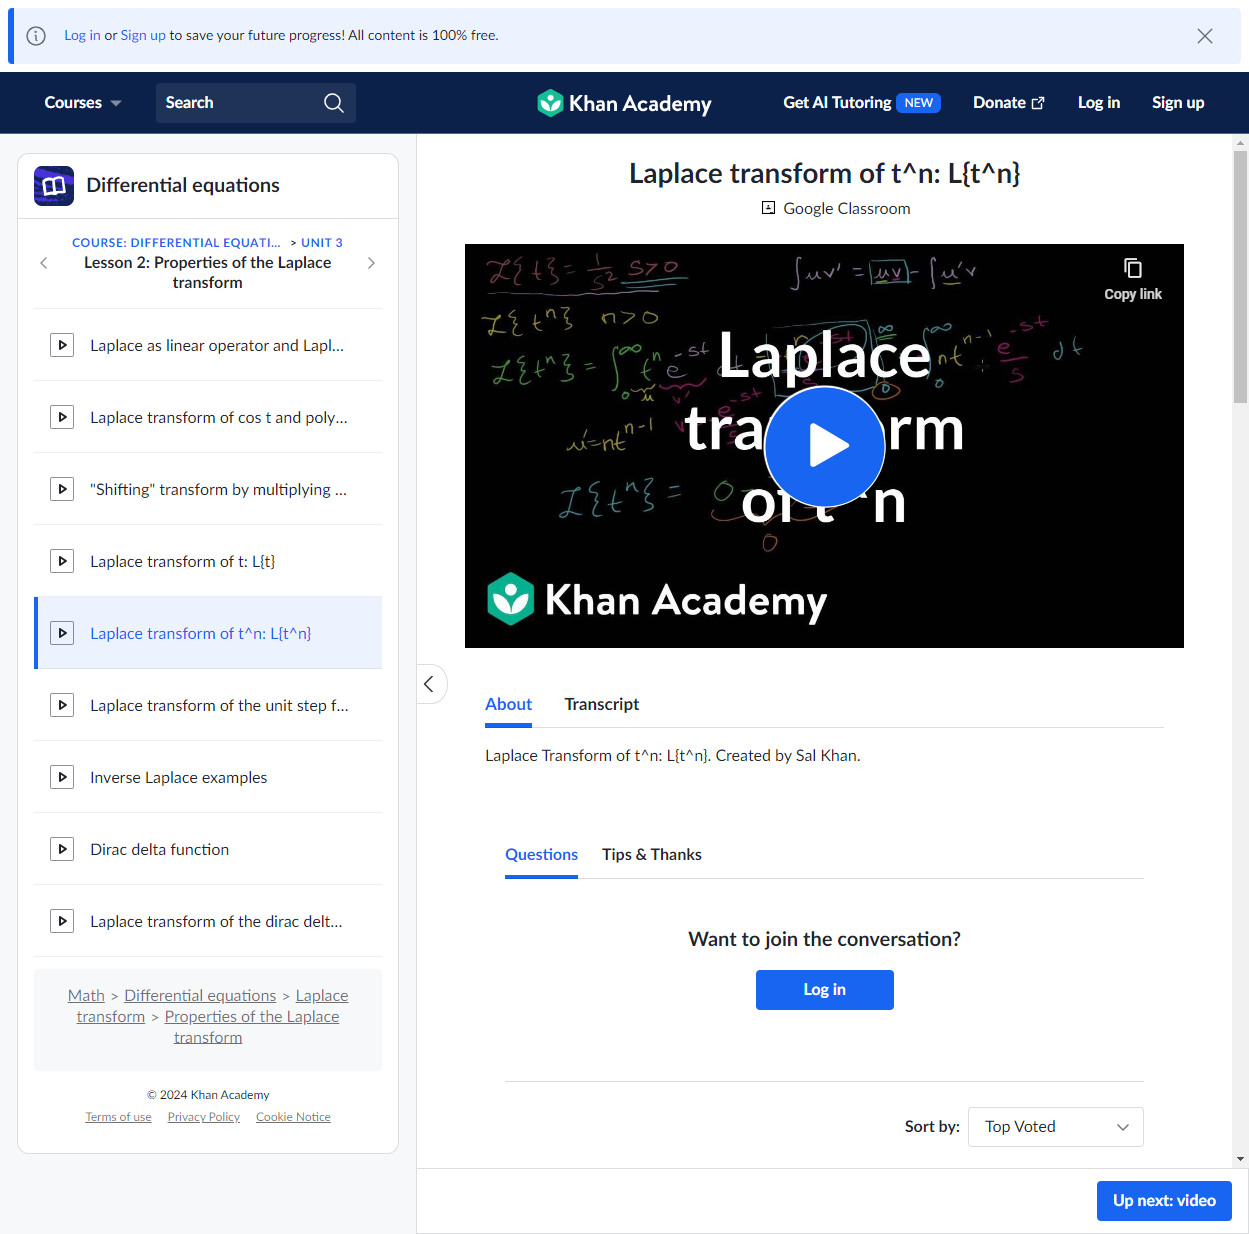 Log in or Sign up to save your future progress! All content is 100% free.
Courses
Search
Khan Academy
Get AI Tutoring NEW
Donate
Log in
Sign up
Differential equations
COURSE: DIFFERENTIAL EQUATI... > UNIT 3
Lesson 2: Properties of the Laplace
transform
Laplace as linear operator and Lapl...
Laplace transform of cos t and poly...
"Shifting" transform by multiplying ...
Laplace transform of t: L{t}
Laplace transform of t^n: L{t^n}
Laplace transform of the unit step f...
Inverse Laplace examples
Dirac delta function
Laplace transform of the dirac delt...
Math > Differential equations > Laplace
transform > Properties of the Laplace
transform
© 2024 Khan Academy
Terms of use Privacy Policy Cookie Notice
Laplace transform of t^n: L{t^n}
Google Classroom
Copy link
ℒ{t} = 1/s² s>0
∫uv' = uv - ∫u'v
ℒ{t^n} n>0
Laplace
of t^n
Khan Academy
About
Transcript
Laplace Transform of t^n: L{t^n}. Created by Sal Khan.
Questions
Tips & Thanks
Want to join the conversation?
Log in
Sort by: Top Voted
Up next: video